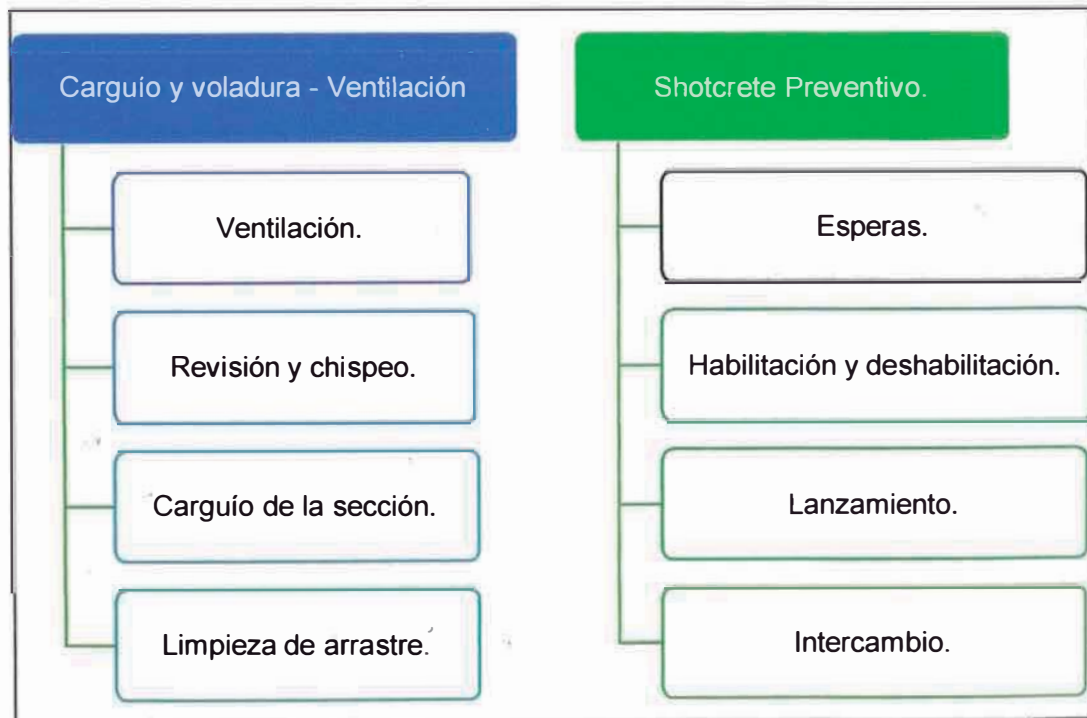 Carguío y voladura - Ventilación
Ventilación.
Revisión y chispeo.
Carguío de la sección.
Limpieza de arrastre.
Shotcrete Preventivo.
Esperas.
Habilitación y deshabilitación.
Lanzamiento.
Intercambio.